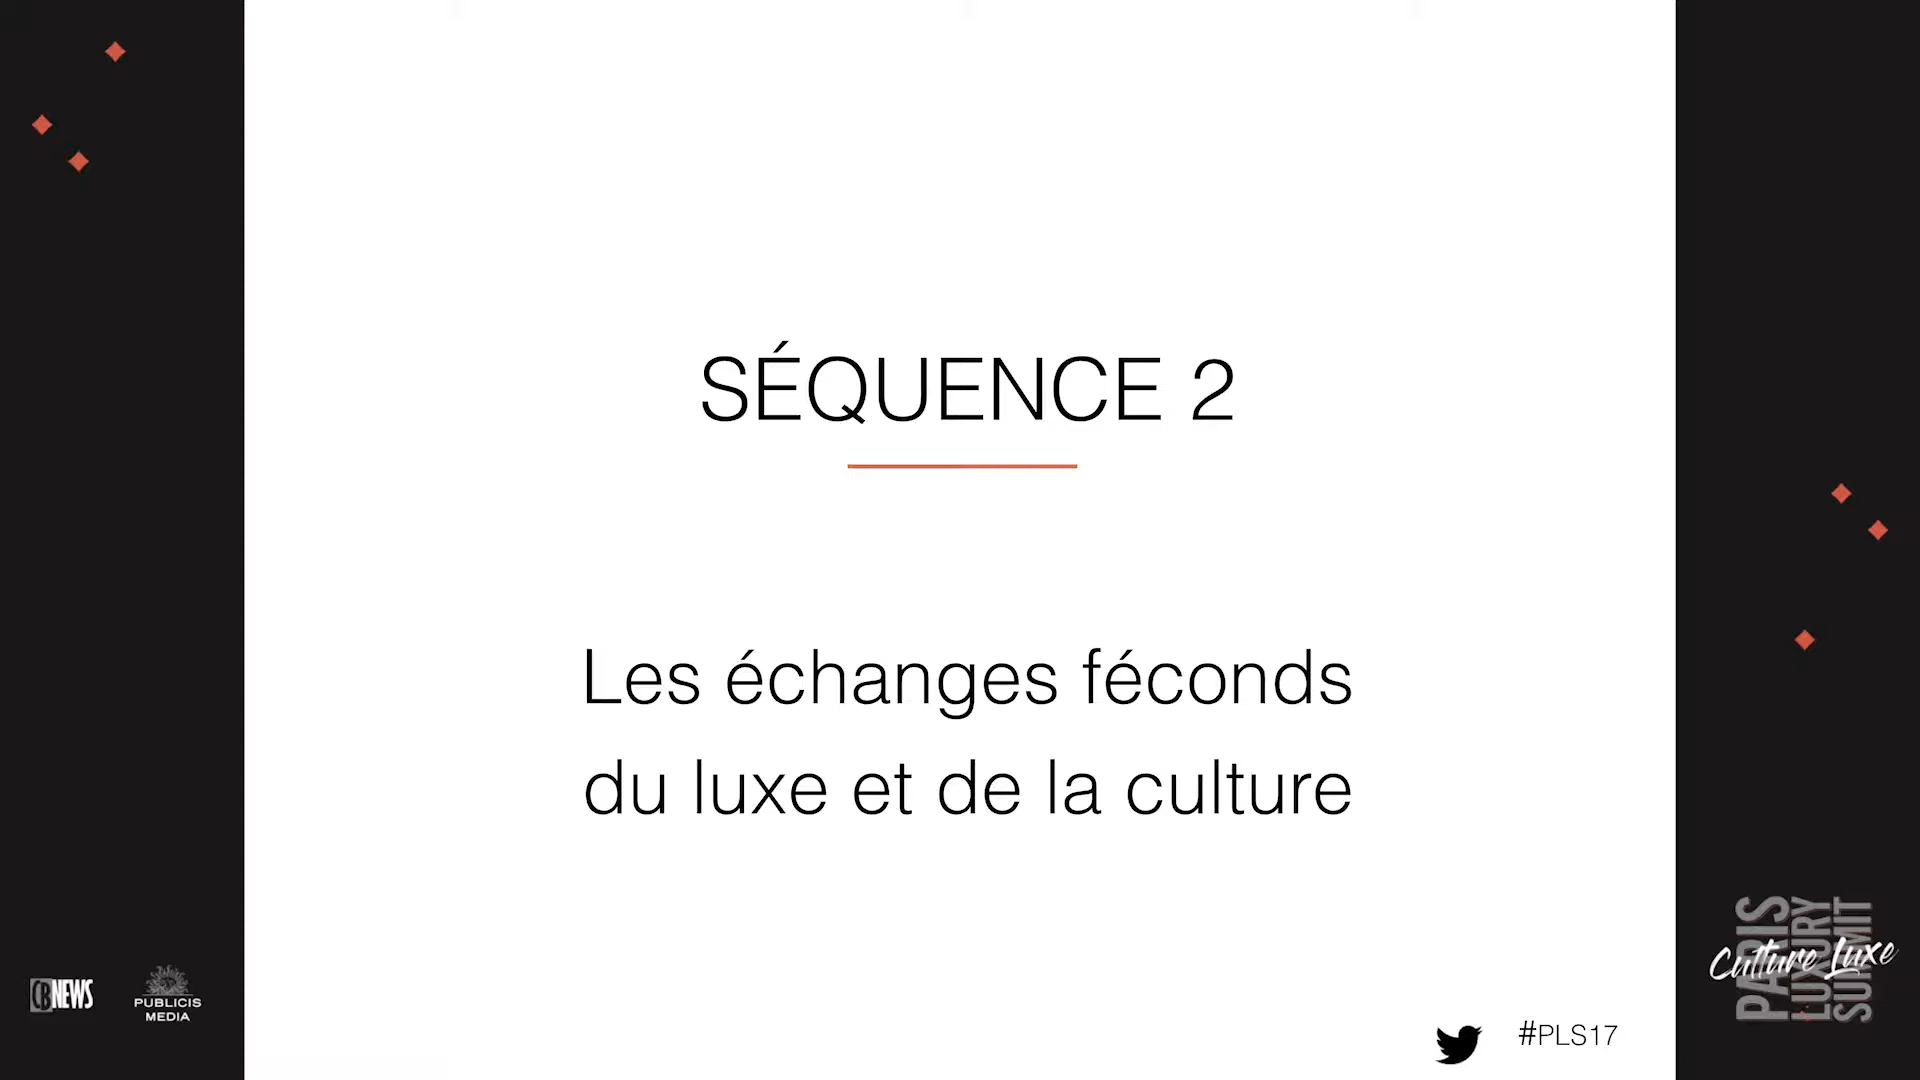 SÉQUENCE 2
Les échanges féconds
du luxe et de la culture
CBNEWS
PUBLICIS
MEDIA
#PLS17
PARIS
LUXURY
SUMMIT
Culture Luxe